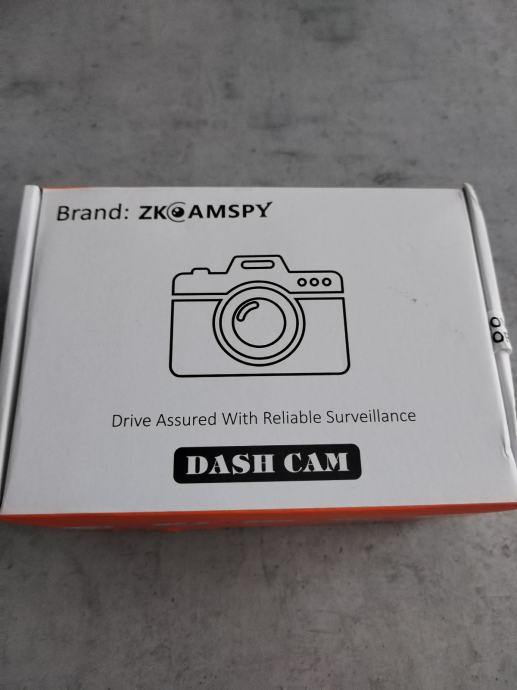 Brand: ZKCAMSPY
Drive Assured With Reliable Surveillance
DASH CAM